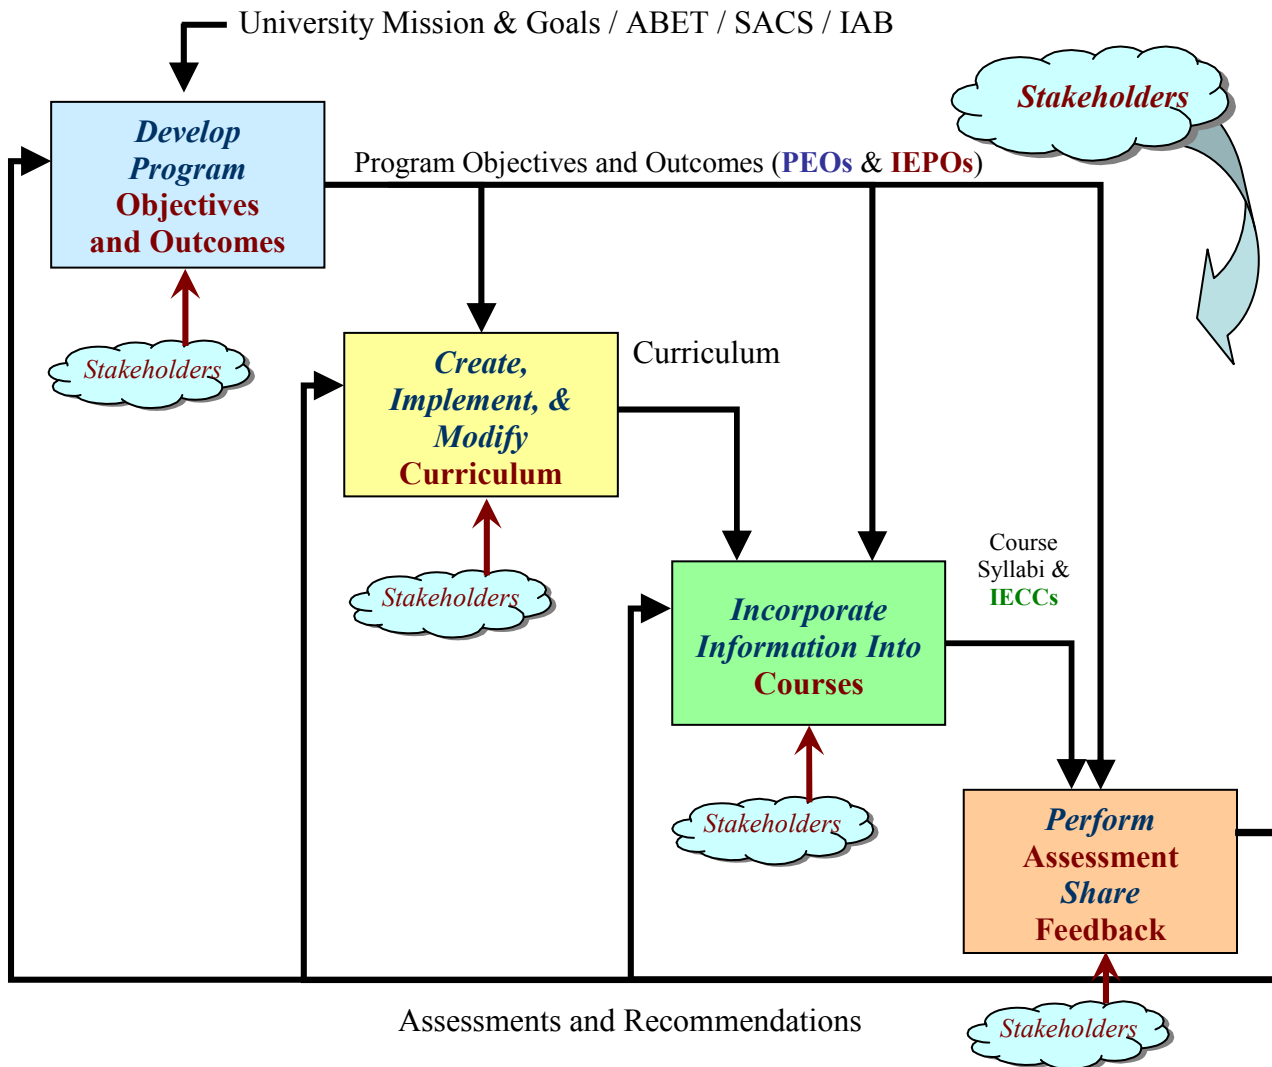 University Mission & Goals / ABET / SACS / IAB
Stakeholders
Develop
Program
Objectives
and Outcomes
Program Objectives and Outcomes (PEOs & IEPOs)
Stakeholders
Create,
Implement, &
Modify
Curriculum
Curriculum
Stakeholders
Course
Syllabi &
IECCs
Incorporate
Information Into
Courses
Stakeholders
Perform
Assessment
Share
Feedback
Assessments and Recommendations
Stakeholders